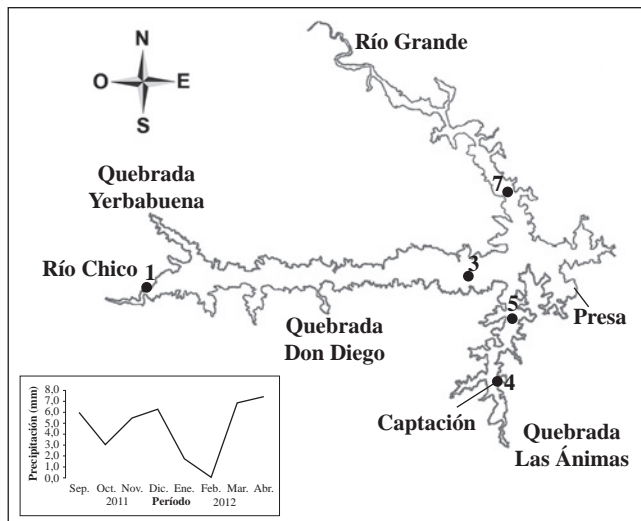 N
O
E
S
Río Grande
Quebrada
Yerbabuena
7
Río Chico
1
3
Quebrada
Don Diego
5
Presa
4
Captación
Quebrada
Las Ánimas
Precipitación (mm)
8,0
7,0
6,0
5,0
4,0
3,0
2,0
1,0
0,0
Sep. Oct. Nov. Dic. Ene. Feb. Mar. Abr.
2011 Período 2012